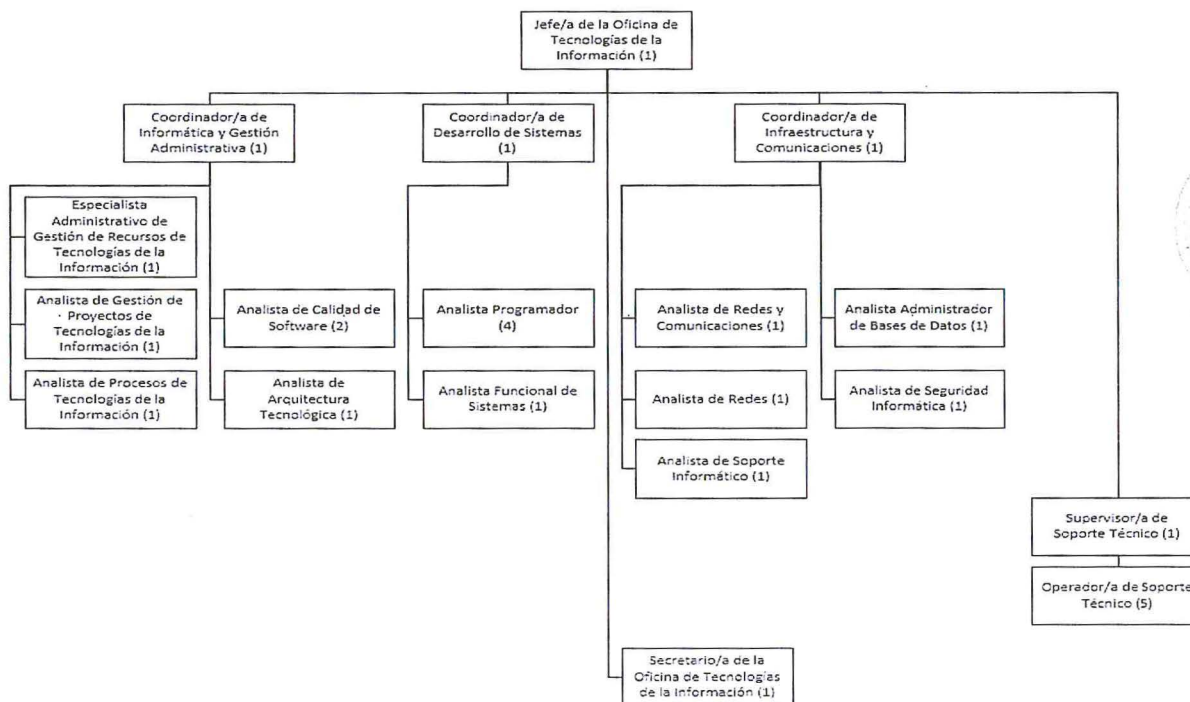 Jefe/a de la Oficina de
Tecnologías de la
Información (1)
Coordinador/a de
Informática y Gestión
Administrativa (1)
Coordinador/a de
Desarrollo de Sistemas
(1)
Coordinador/a de
Infraestructura y
Comunicaciones (1)
Especialista
Administrativo de
Gestión de Recursos de
Tecnologías de la
Información (1)
Analista de Gestión de
Proyectos de
Tecnologías de la
Información (1)
Analista de Procesos de
Tecnologías de la
Información (1)
Analista de Calidad de
Software (2)
Analista de
Arquitectura
Tecnológica (1)
Analista Programador
(4)
Analista Funcional de
Sistemas (1)
Analista de Redes y
Comunicaciones (1)
Analista de Redes (1)
Analista de Soporte
Informático (1)
Analista Administrador
de Bases de Datos (1)
Analista de Seguridad
Informática (1)
Supervisor/a de
Soporte Técnico (1)
Operador/a de Soporte
Técnico (5)
Secretario/a de la
Oficina de Tecnologías
de la Información (1)